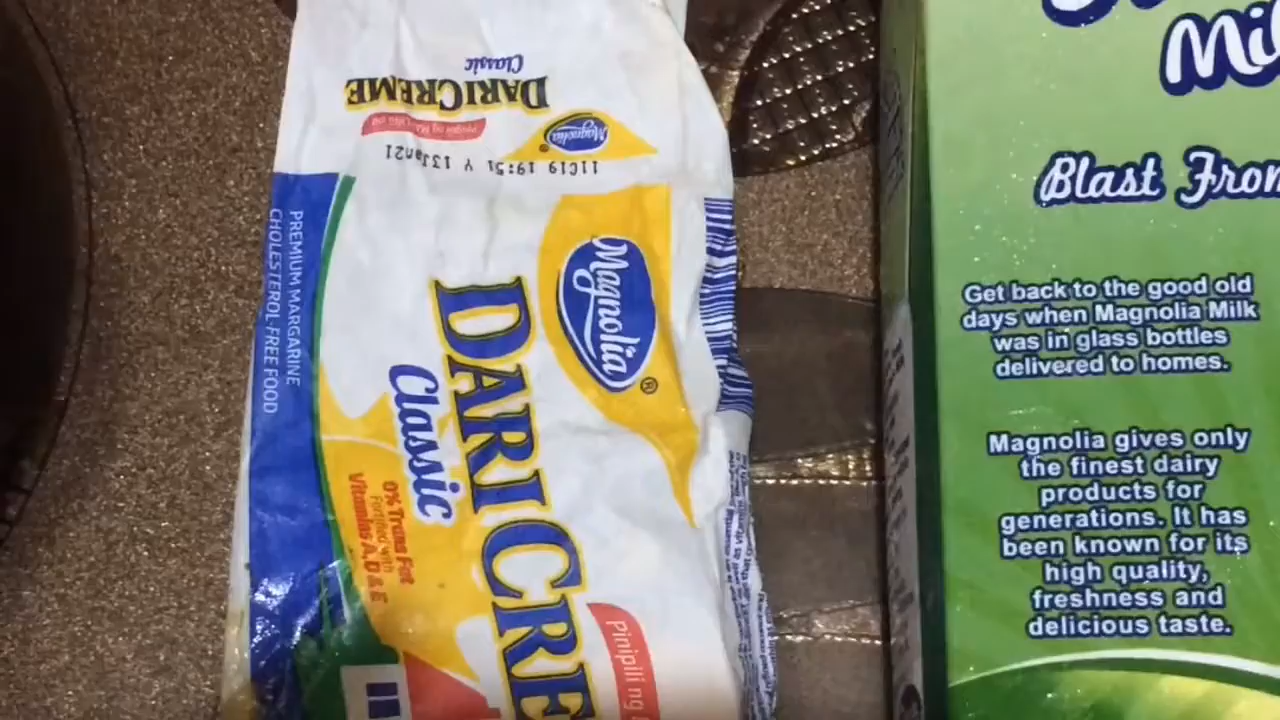 Classic
DARICREME
Magnolia
11C19 19:51 Y 13Jan21
PREMIUM MARGARINE
CHOLESTEROL-FREE FOOD
Magnolia®
DARI CRE
Classic
0% Trans Fat
Fortified with
Vitamins A, D & E
Pinipili ng
Mi
Blast Fron
Get back to the good old
days when Magnolia Milk
was in glass bottles
delivered to homes.
Magnolia gives only
the finest dairy
products for
generations. It has
been known for its
high quality,
freshness and
delicious taste.